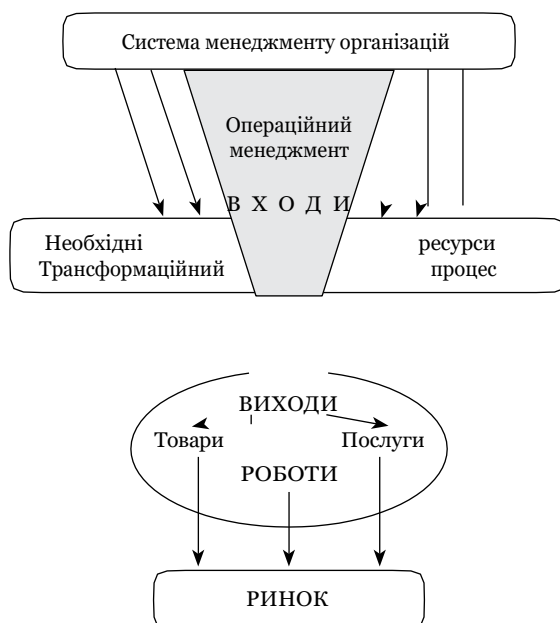 Система менеджменту організацій
Операційний
менеджмент
В Х О Д И
Необхідні ресурси
Трансформаційний процес
ВИХОДИ
Товари Послуги
РОБОТИ
РИНОК